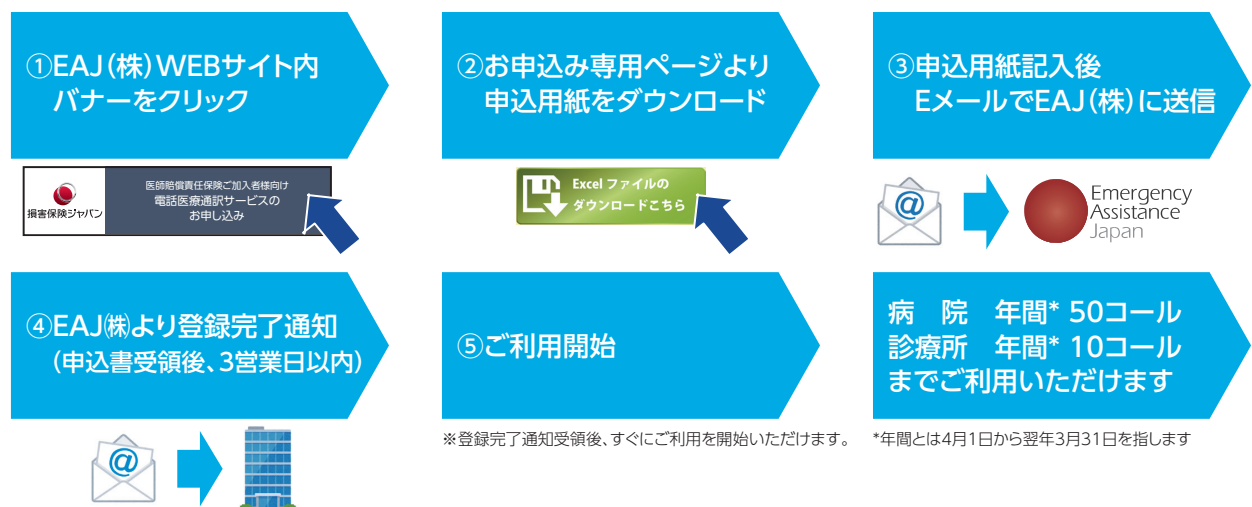 ①EAJ（株）WEBサイト内
バナーをクリック
損害保険ジャパン
医師賠償責任保険ご加入者様向け
電話医療通訳サービスの
お申し込み
②お申込み専用ページより
申込用紙をダウンロード
Excel ファイルの
ダウンロードこちら
③申込用紙記入後
EメールでEAJ（株）に送信
@
Emergency
Assistance
Japan
④EAJ㈱より登録完了通知
（申込書受領後、3営業日以内）
@
⑤ご利用開始
※登録完了通知受領後、すぐにご利用を開始いただけます。
病　院　年間* 50コール
診療所　年間* 10コール
までご利用いただけます
*年間とは4月1日から翌年3月31日を指します